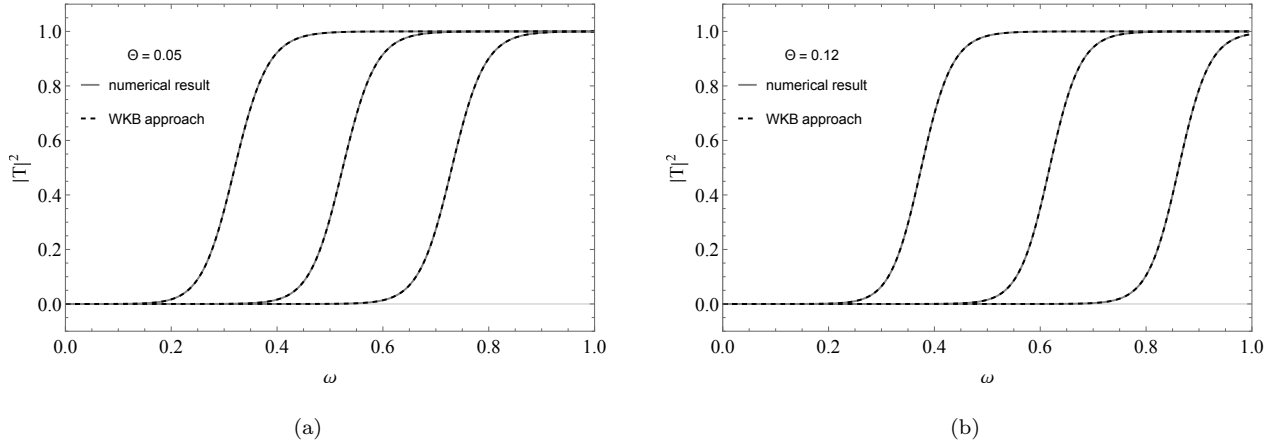 1.0
Θ = 0.05
numerical result
0.8
WKB approach
0.6
|T|²
0.4
0.2
0.0
0.0 0.2 0.4 0.6 0.8 1.0
ω
(a)
1.0
Θ = 0.12
numerical result
0.8
WKB approach
0.6
|T|²
0.4
0.2
0.0
0.0 0.2 0.4 0.6 0.8 1.0
ω
(b)